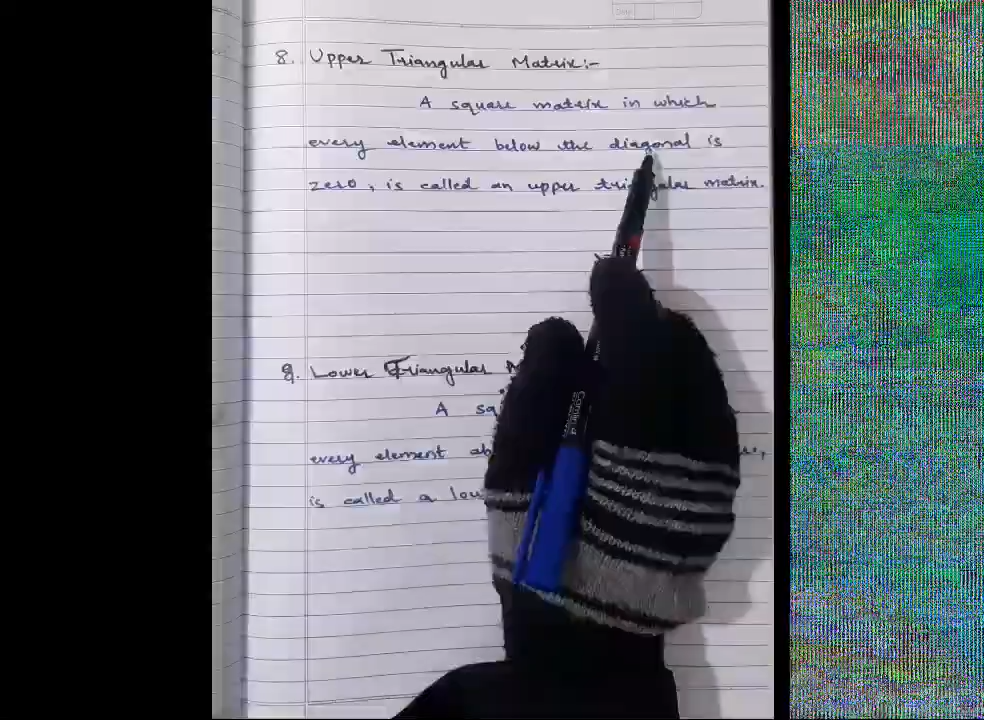 8. Upper Triangular Matrix:-
A square matrix in which
every element below the diagonal is
zero, is called an upper triangular matrix.
9. Lower Triangular
A
every element
is called a
Camlin